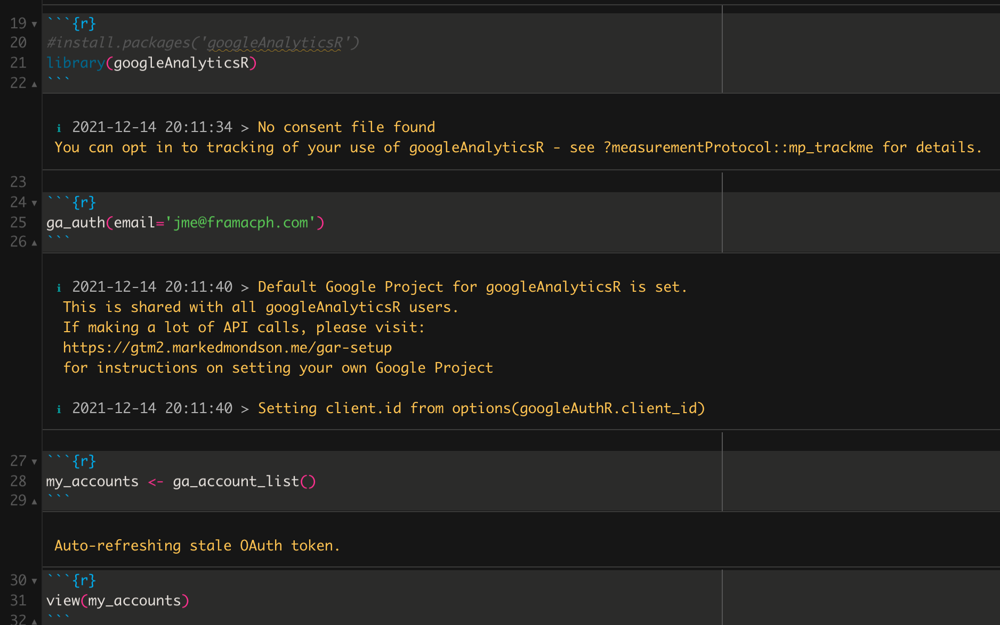 19 ```{r}
20 #install.packages('googleAnalyticsR')
21 library(googleAnalyticsR)
22 ```
i 2021-12-14 20:11:34 > No consent file found
You can opt in to tracking of your use of googleAnalyticsR - see ?measurementProtocol::mp_trackme for details.
23
24 ```{r}
25 ga_auth(email='jme@framacph.com')
26 ```
i 2021-12-14 20:11:40 > Default Google Project for googleAnalyticsR is set.
This is shared with all googleAnalyticsR users.
If making a lot of API calls, please visit:
https://gtm2.markedmondson.me/gar-setup
for instructions on setting your own Google Project
i 2021-12-14 20:11:40 > Setting client.id from options(googleAuthR.client_id)
27 ```{r}
28 my_accounts <- ga_account_list()
29 ```
Auto-refreshing stale OAuth token.
30 ```{r}
31 view(my_accounts)
32 ```